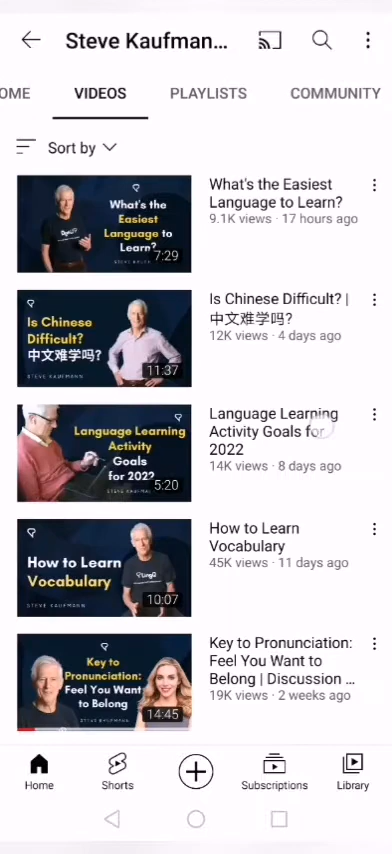 Steve Kaufmann...
OME
VIDEOS
PLAYLISTS
COMMUNITY
Sort by
What's the
Easiest
Language to
Learn?
7:29
What's the Easiest
Language to Learn?
9.1K views · 17 hours ago
Is Chinese
Difficult?
中文难学吗?
STEVE KAUFMANN
11:37
Is Chinese Difficult? |
中文难学吗?
12K views · 4 days ago
Language Learning
Activity
Goals
for 2022
5:20
Language Learning
Activity Goals for
2022
14K views · 8 days ago
How to Learn
Vocabulary
LingQ
STEVE KAUFMANN
10:07
How to Learn
Vocabulary
45K views · 11 days ago
Key to
Pronunciation:
Feel You Want
to Belong
14:45
Key to Pronunciation:
Feel You Want to
Belong | Discussion ...
19K views · 2 weeks ago
Home
Shorts
Subscriptions
Library